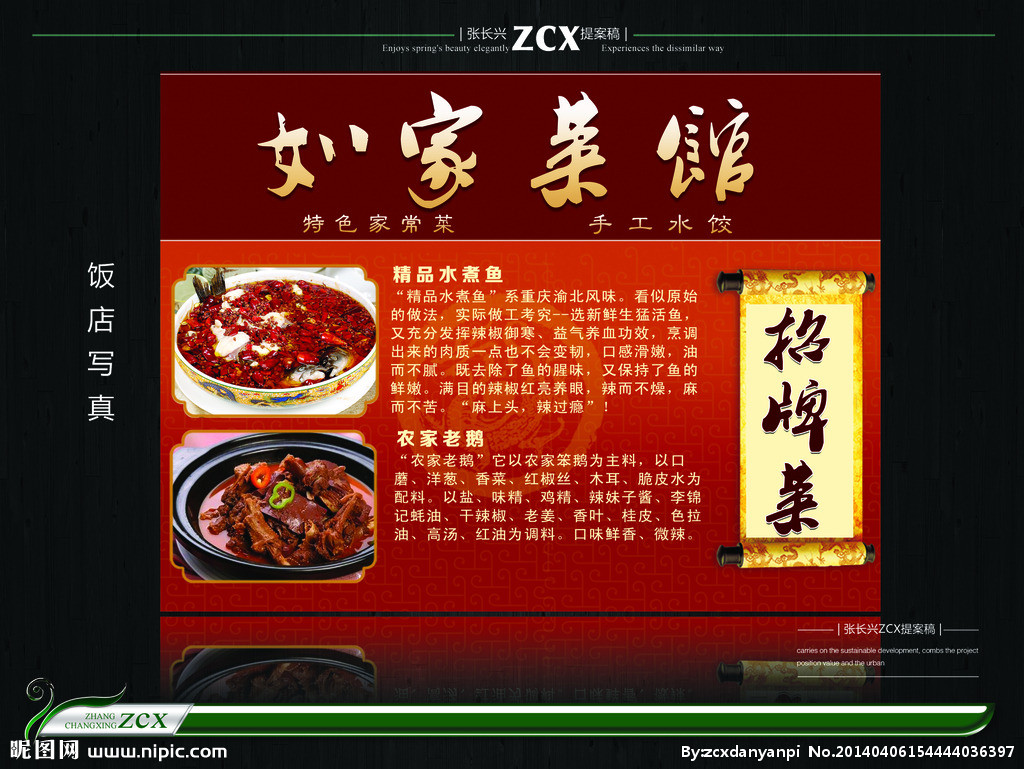 | 张长兴 ZCX 提案稿 |
Enjoys spring's beauty elegantly Experiences the dissimilar way
如家菜館
特色家常菜 手工水饺
饭店写真
精品水煮鱼
“精品水煮鱼”系重庆渝北风味。看似原始
的做法，实际做工考究--选新鲜生猛活鱼，
又充分发挥辣椒御寒、益气养血功效，烹调
出来的肉质一点也不会变韧，口感滑嫩，油
而不腻。既去除了鱼的腥味，又保持了鱼的
鲜嫩。满目的辣椒红亮养眼，辣而不燥，麻
而不苦。“麻上头，辣过瘾”！
农家老鹅
“农家老鹅”它以农家笨鹅为主料，以口
蘑、洋葱、香菜、红椒丝、木耳、脆皮水为
配料。以盐、味精、鸡精、辣妹子酱、李锦
记蚝油、干辣椒、老姜、香叶、桂皮、色拉
油、高汤、红油为调料。口味鲜香、微辣。
招牌菜
| 张长兴ZCX提案稿 |
carries on the sustainable development, combs the project
position value and the urban
ZHANG
CHANGXING ZCX
昵图网 www.nipic.com
Byzcxdanyanpi No.20140406154444036397